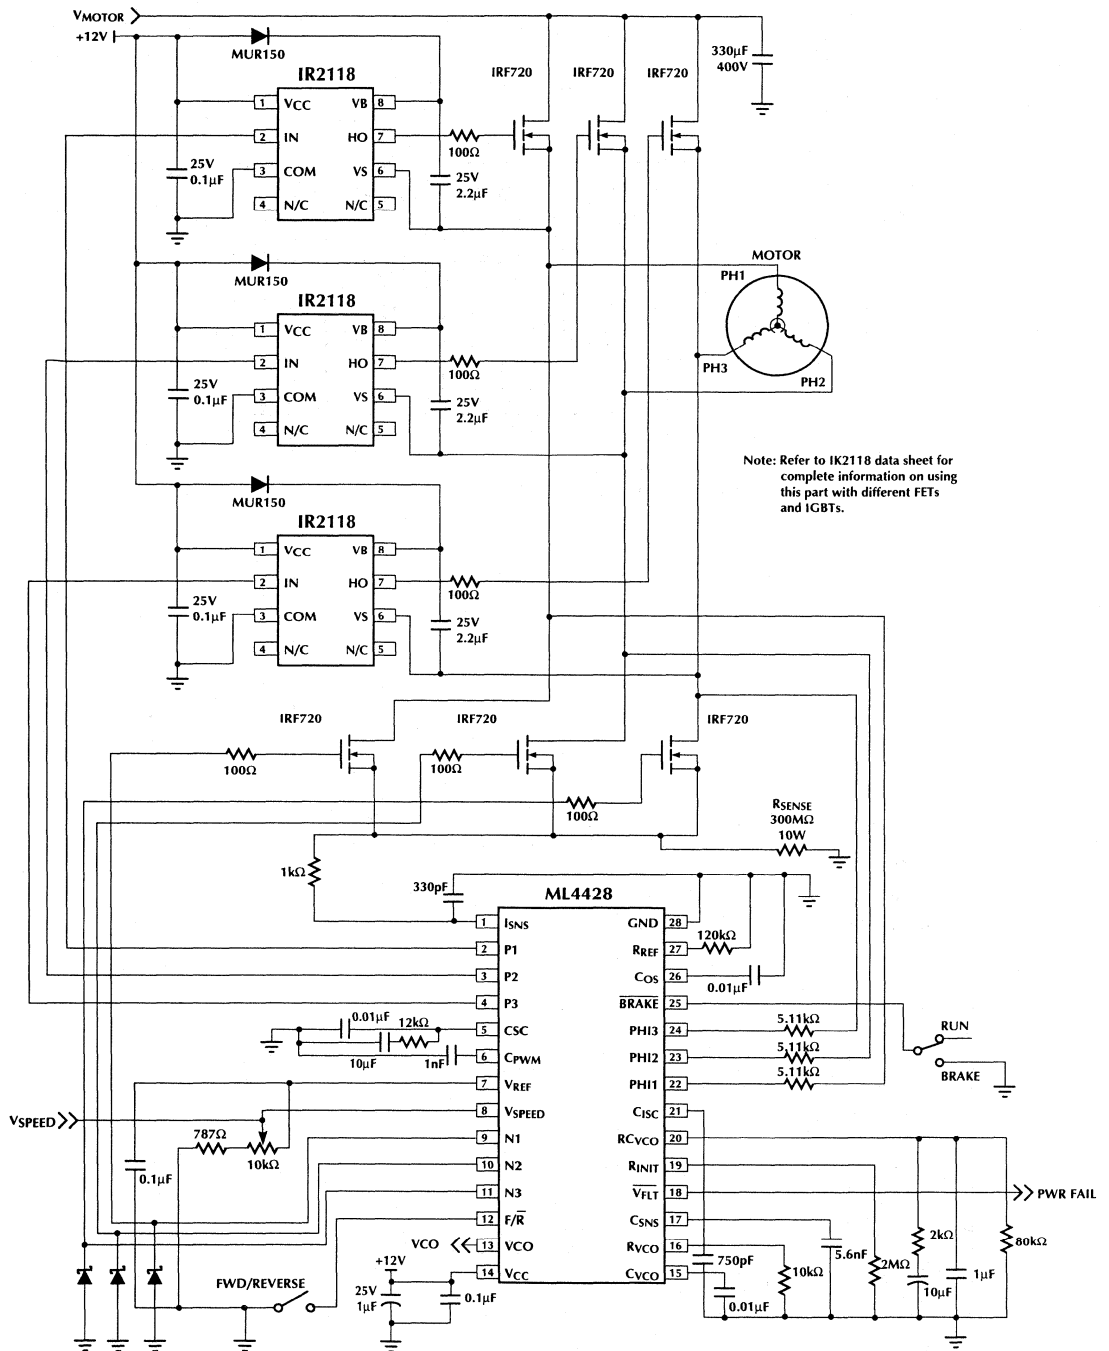 VMOTOR
+12V
MUR150
IR2118
1 VCC VB 8
2 IN HO 7
3 COM VS 6
4 N/C N/C 5
25V
0.1µF
100Ω
25V
2.2µF
IRF720
IRF720
IRF720
330µF
400V
MUR150
IR2118
1 VCC VB 8
2 IN HO 7
3 COM VS 6
4 N/C N/C 5
25V
0.1µF
100Ω
25V
2.2µF
MOTOR
PH1
PH3
PH2
Note: Refer to IK2118 data sheet for
complete information on using
this part with different FETs
and IGBTs.
MUR150
IR2118
1 VCC VB 8
2 IN HO 7
3 COM VS 6
4 N/C N/C 5
25V
0.1µF
100Ω
25V
2.2µF
IRF720
IRF720
IRF720
100Ω
100Ω
100Ω
RSENSE
300MΩ
10W
1kΩ
330pF
ML4428
1 ISNS GND 28
2 P1 RREF 27
3 P2 COS 26
4 P3 BRAKE 25
5 CSC PHI3 24
6 CPWM PHI2 23
7 VREF PHI1 22
8 VSPEED CISC 21
9 N1 RCVCO 20
10 N2 RINIT 19
11 N3 VFLT 18
12 F/R CSNS 17
13 VCO RVCO 16
14 VCC CVCO 15
120kΩ
0.01µF
5.11kΩ
5.11kΩ
5.11kΩ
RUN
BRAKE
0.01µF
12kΩ
10µF
1nF
VSPEED
787Ω
10kΩ
0.1µF
VCO
+12V
25V
1µF
0.1µF
FWD/REVERSE
PWR FAIL
750pF
0.01µF
10kΩ
5.6nF
2MΩ
2kΩ
10µF
1µF
80kΩ